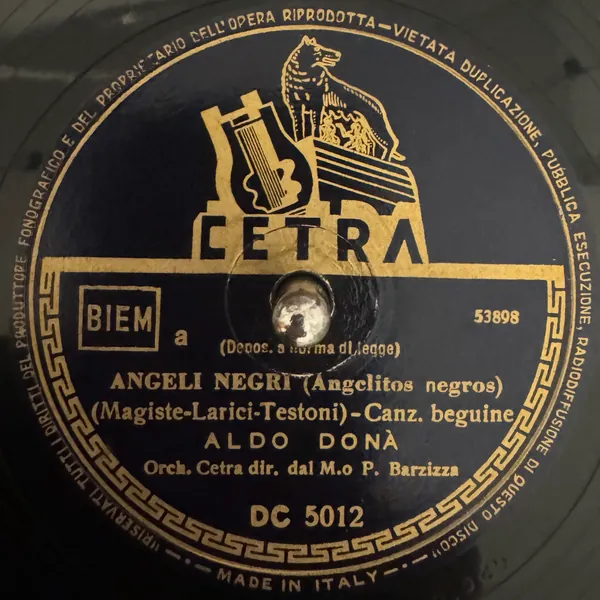 "RISERVATI TUTTI I DIRITTI DEL PRODUTTORE FONOGRAFICO E DEL PROPRIETARIO DELL'OPERA RIPRODOTTA - VIETATA DUPLICAZIONE, PUBBLICA ESECUZIONE, RADIODIFFUSIONE DI QUESTO DISCO"
CETRA
BIEM
a
53898
(Depos. a norma di legge)
ANGELI NEGRI (Angelitos negros)
(Magiste-Larici-Testoni) - Canz. beguine
ALDO DONÀ
Orch. Cetra dir. dal M.o P. Barzizza
DC 5012
MADE IN ITALY